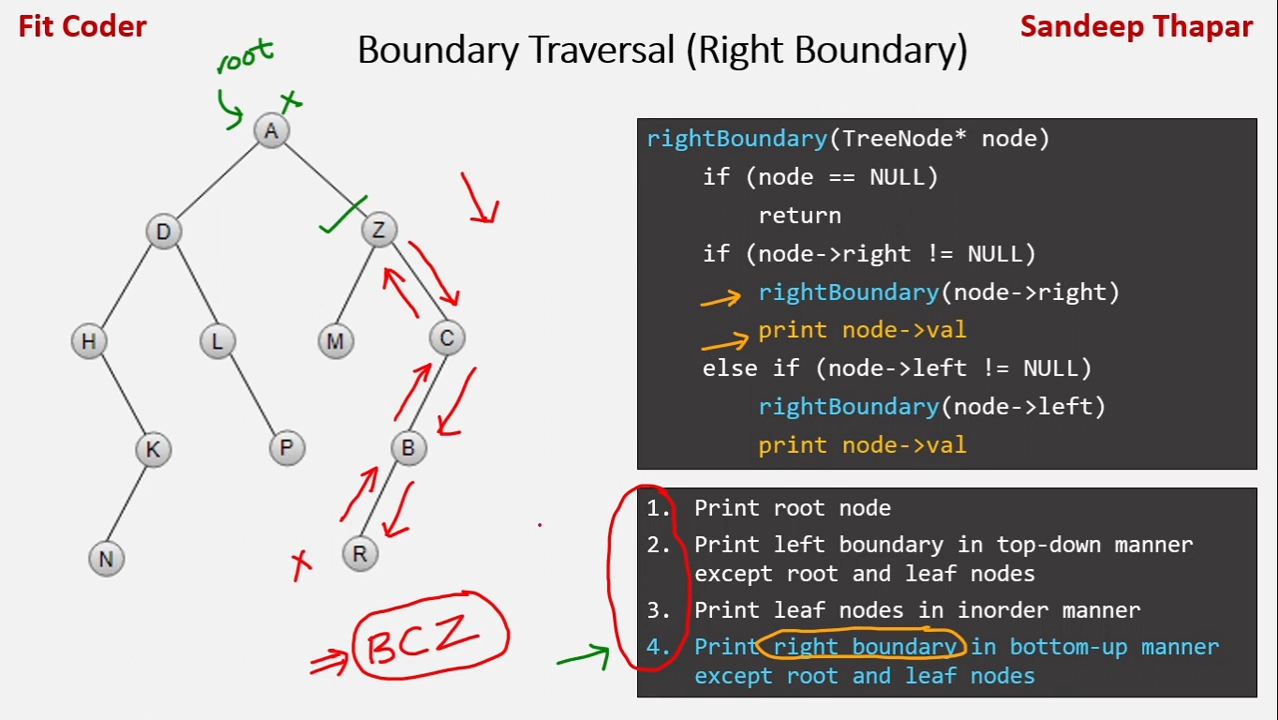 Fit Coder
Sandeep Thapar
Boundary Traversal (Right Boundary)
root
x
A
D
Z
H
L
M
C
K
P
B
N
x
R
BCZ
rightBoundary(TreeNode* node)
if (node == NULL)
return
if (node->right != NULL)
rightBoundary(node->right)
print node->val
else if (node->left != NULL)
rightBoundary(node->left)
print node->val
1. Print root node
2. Print left boundary in top-down manner
except root and leaf nodes
3. Print leaf nodes in inorder manner
4. Print right boundary in bottom-up manner
except root and leaf nodes